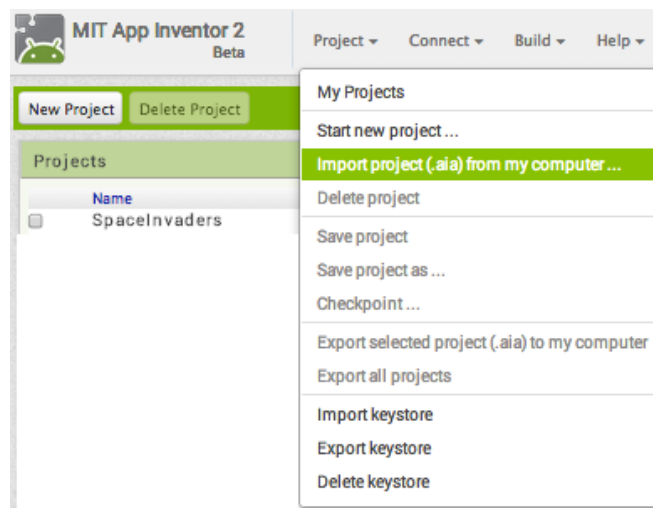 MIT App Inventor 2
Beta
Project Connect Build Help
New Project Delete Project
Projects
Name
SpaceInvaders
My Projects
Start new project ...
Import project (.aia) from my computer ...
Delete project
Save project
Save project as ...
Checkpoint ...
Export selected project (.aia) to my computer
Export all projects
Import keystore
Export keystore
Delete keystore